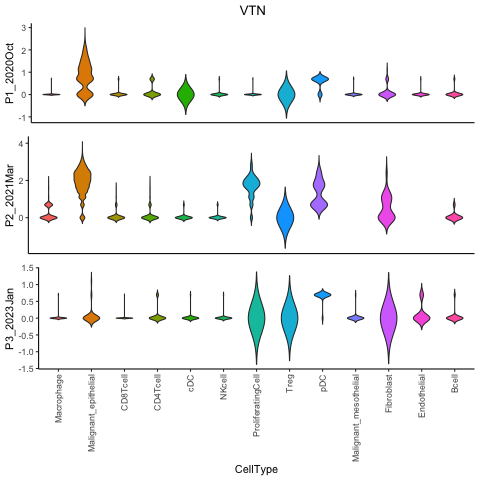 VTN
P1_2020Oct
3
2
1
0
-1
P2_2021Mar
4
2
0
P3_2023Jan
1.5
1.0
0.5
0.0
-0.5
-1.0
-1.5
Macrophage
Malignant_epithelial
CD8Tcell
CD4Tcell
cDC
NKcell
ProliferatingCell
Treg
pDC
Malignant_mesothelial
Fibroblast
Endothelial
Bcell
CellType